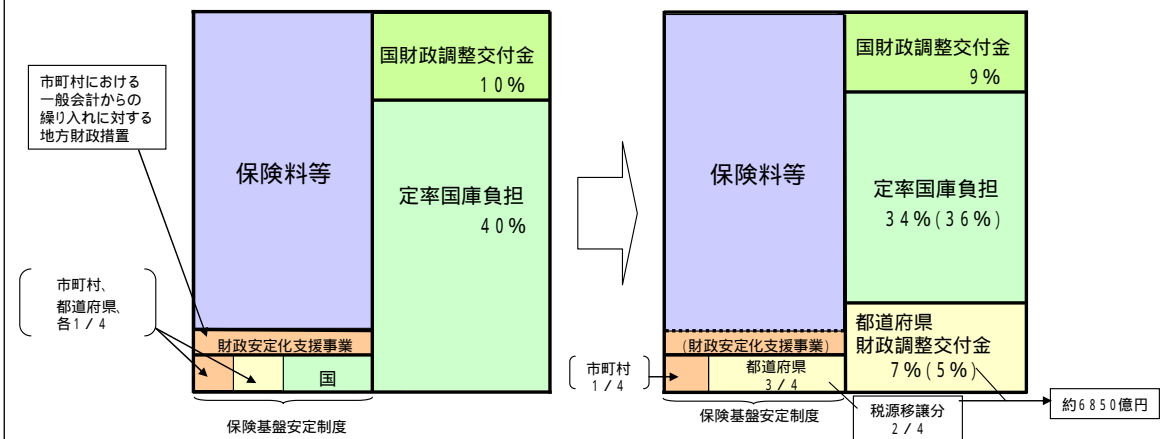 市町村における
一般会計からの
繰り入れに対する
地方財政措置
市町村、
都道府県、
各1/4
保険料等
国財政調整交付金
10%
定率国庫負担
40%
財政安定化支援事業
国
保険基盤安定制度
保険料等
国財政調整交付金
9%
定率国庫負担
34%(36%)
都道府県
財政調整交付金
7%(5%)
(財政安定化支援事業)
市町村
1/4
都道府県
3/4
保険基盤安定制度
税源移譲分
2/4
約6850億円